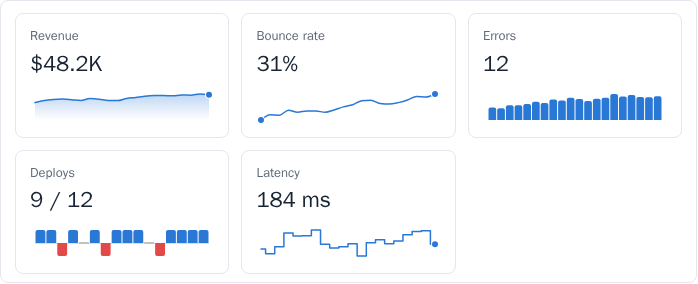 Revenue
$48.2K
Bounce rate
31%
Errors
12
Deploys
9 / 12
Latency
184 ms